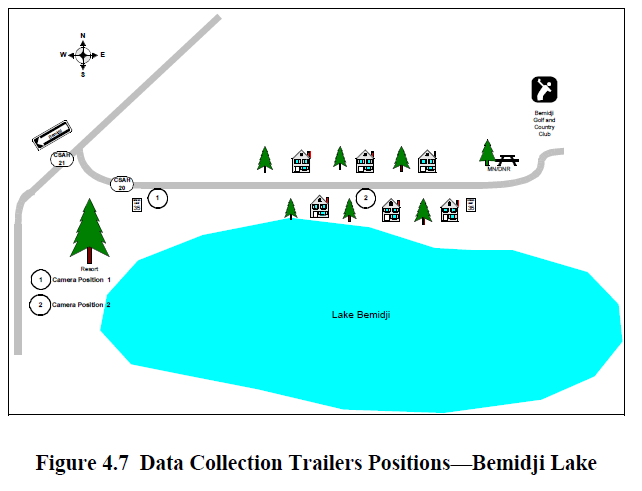 N
W E
S
Bemidji
Golf and
Country
Club
CSAH
21
MN/DNR
CSAH
20
1
2
35
35
Resort
1 Camera Position 1
2 Camera Position 2
Lake Bemidji
Figure 4.7 Data Collection Trailers Positions—Bemidji Lake